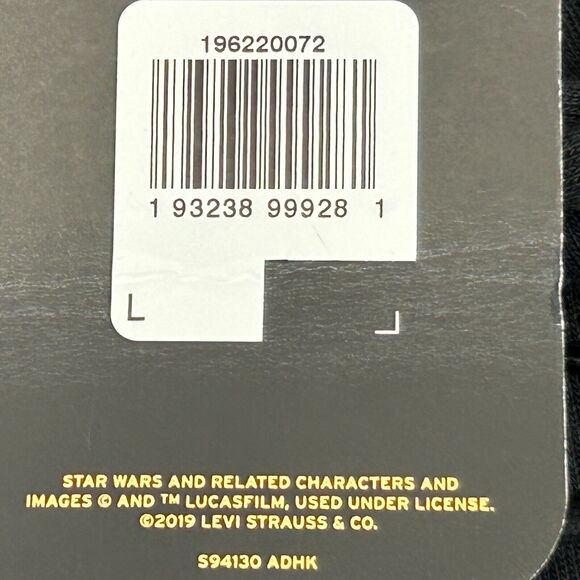 196220072
1 93238 99928 1
L
STAR WARS AND RELATED CHARACTERS AND
IMAGES © AND ™ LUCASFILM, USED UNDER LICENSE.
©2019 LEVI STRAUSS & CO.
S94130 ADHK